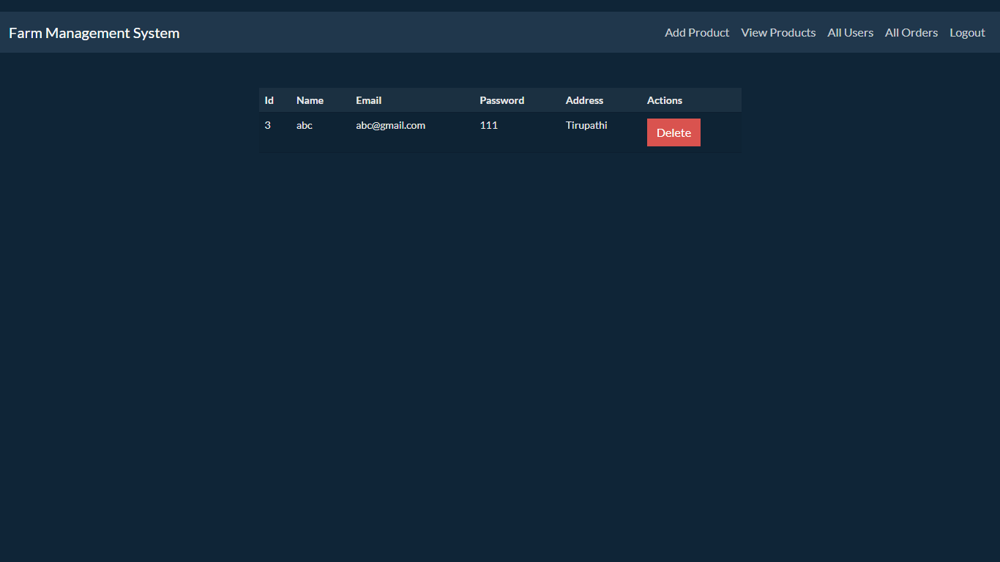 Farm Management System Add Product View Products All Users All Orders Logout
Id Name Email Password Address Actions
3 abc abc@gmail.com 111 Tirupathi Delete